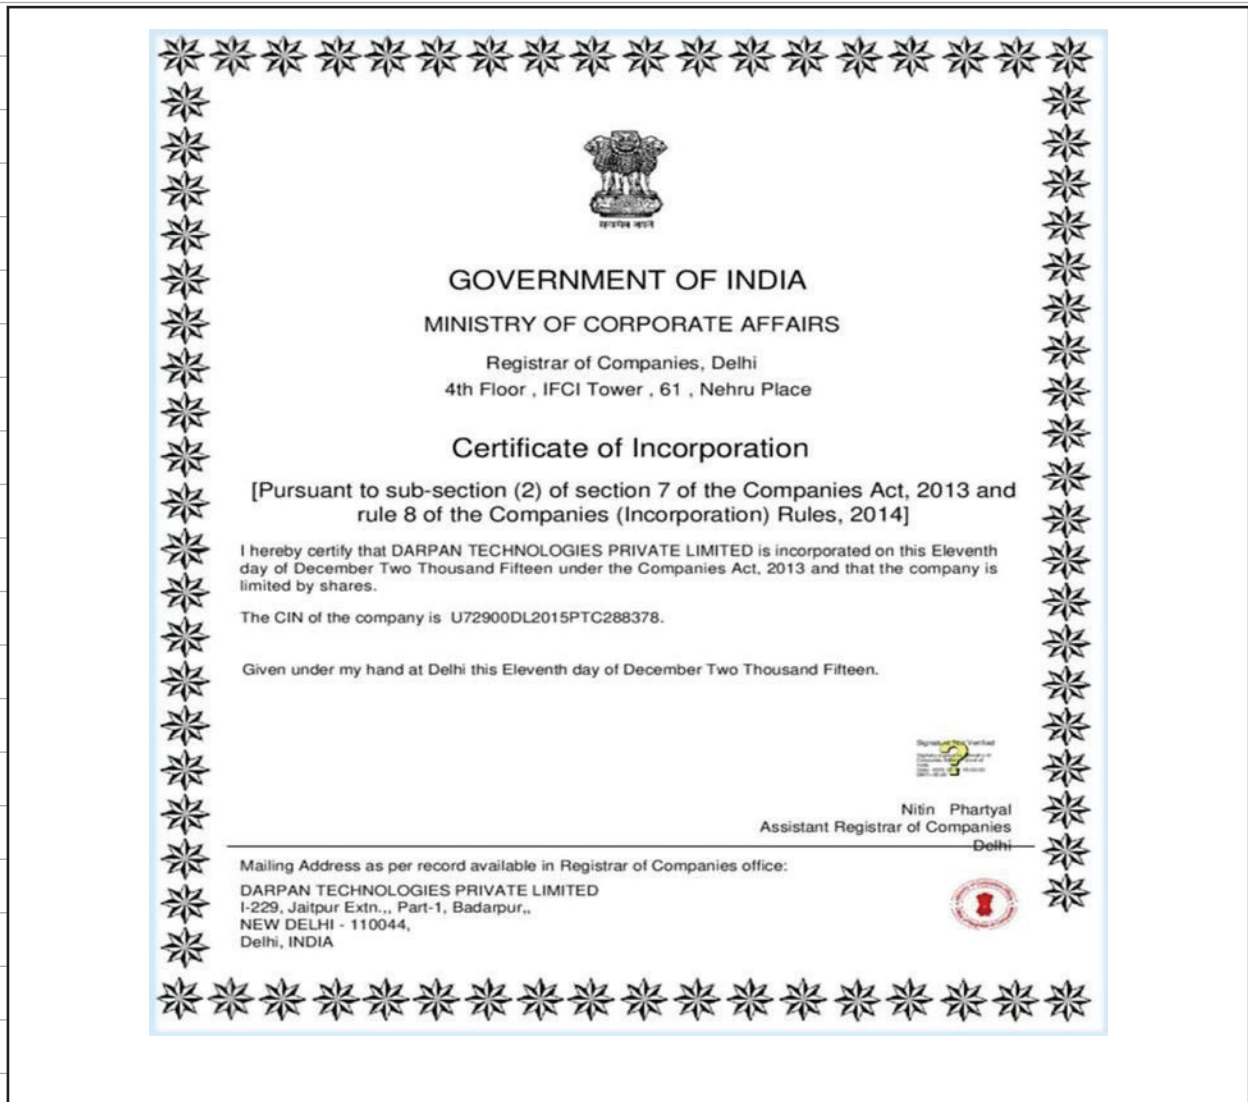 सत्यमेव जयते
GOVERNMENT OF INDIA
MINISTRY OF CORPORATE AFFAIRS
Registrar of Companies, Delhi
4th Floor , IFCI Tower , 61 , Nehru Place
Certificate of Incorporation
[Pursuant to sub-section (2) of section 7 of the Companies Act, 2013 and
rule 8 of the Companies (Incorporation) Rules, 2014]
I hereby certify that DARPAN TECHNOLOGIES PRIVATE LIMITED is incorporated on this Eleventh
day of December Two Thousand Fifteen under the Companies Act, 2013 and that the company is
limited by shares.
The CIN of the company is U72900DL2015PTC288378.
Given under my hand at Delhi this Eleventh day of December Two Thousand Fifteen.
Nitin Phartyal
Assistant Registrar of Companies
Delhi
Mailing Address as per record available in Registrar of Companies office:
DARPAN TECHNOLOGIES PRIVATE LIMITED
I-229, Jaitpur Extn.,, Part-1, Badarpur,,
NEW DELHI - 110044,
Delhi, INDIA